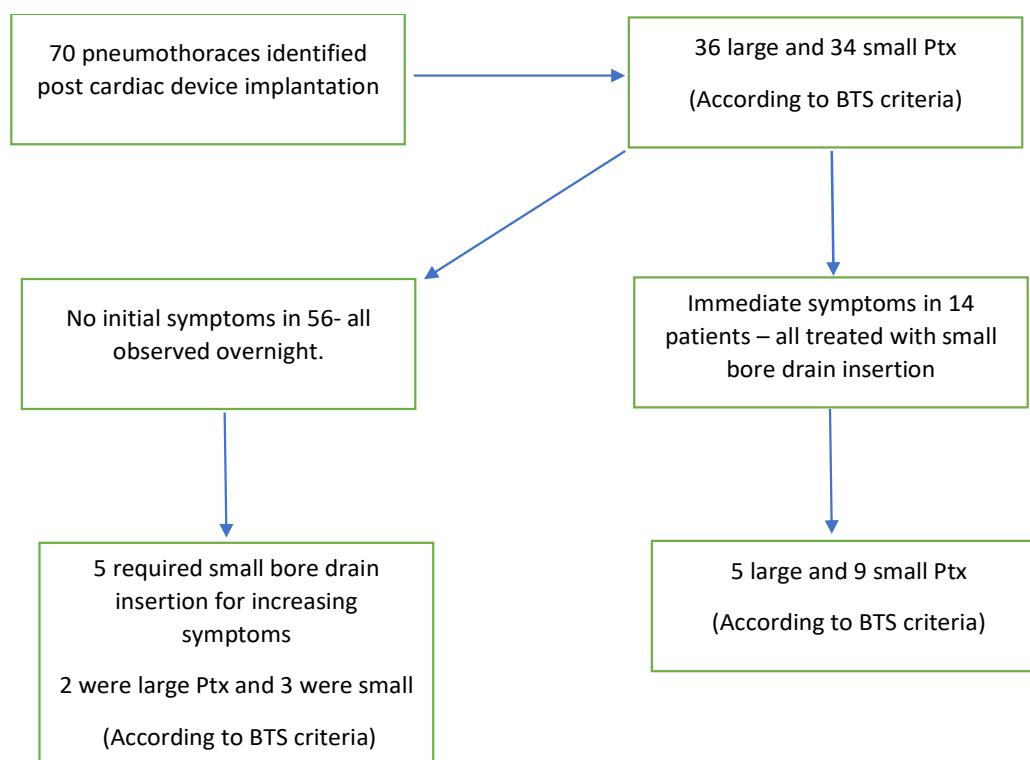 70 pneumothoraces identified
post cardiac device implantation
36 large and 34 small Ptx
(According to BTS criteria)
No initial symptoms in 56- all
observed overnight.
Immediate symptoms in 14
patients – all treated with small
bore drain insertion
5 required small bore drain
insertion for increasing
symptoms
2 were large Ptx and 3 were small
(According to BTS criteria)
5 large and 9 small Ptx
(According to BTS criteria)